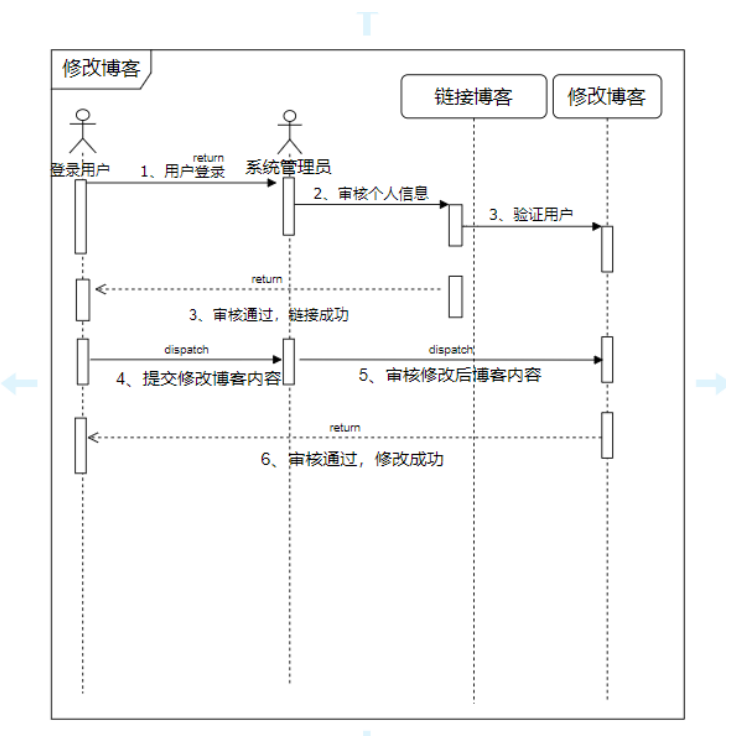 修改博客
链接博客
修改博客
登录用户
系统管理员
return
1、用户登录
2、审核个人信息
3、验证用户
return
3、审核通过，链接成功
dispatch
4、提交修改博客内容
dispatch
5、审核修改后博客内容
return
6、审核通过，修改成功